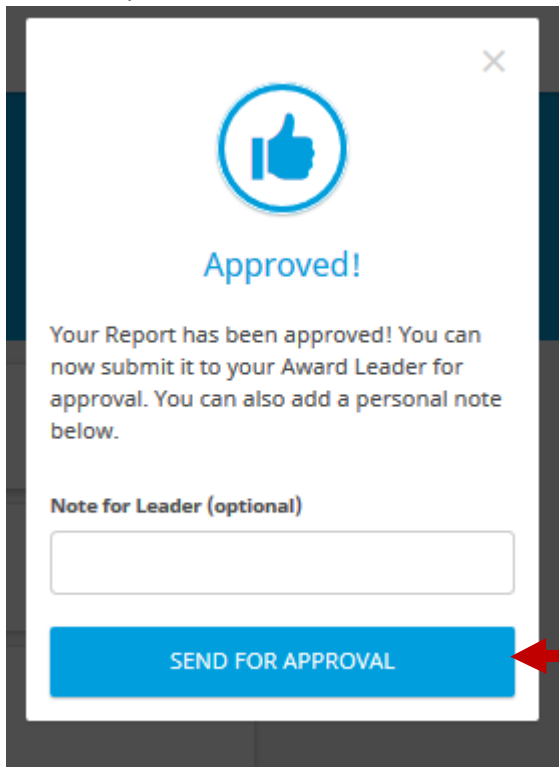 Approved!
Your Report has been approved! You can
now submit it to your Award Leader for
approval. You can also add a personal note
below.
Note for Leader (optional)
SEND FOR APPROVAL